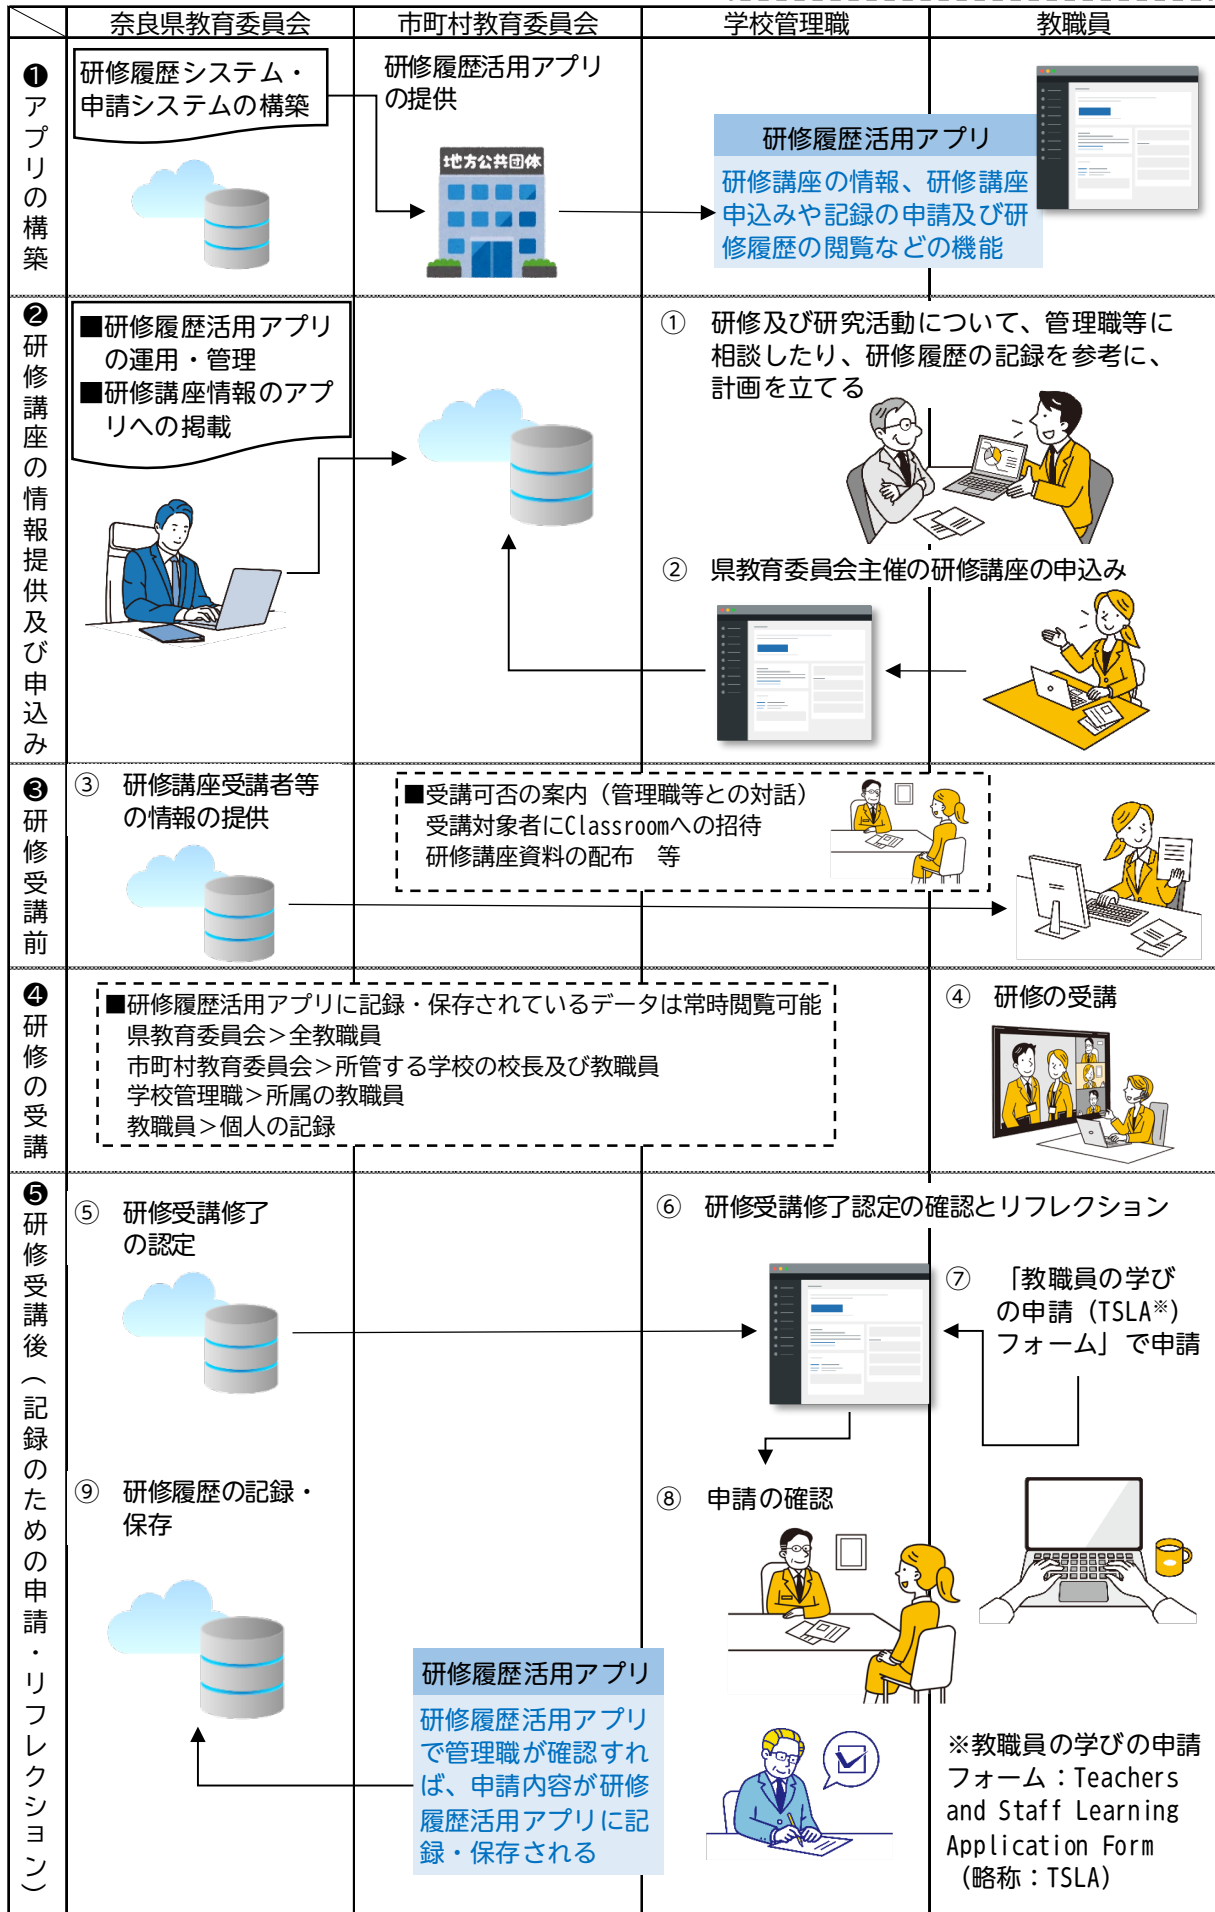 奈良県教育委員会
市町村教育委員会
学校管理職
教職員
❶アプリの構築
研修履歴システム・
申請システムの構築
研修履歴活用アプリ
の提供
地方公共団体
研修履歴活用アプリ
研修講座の情報、研修講座
申込みや記録の申請及び研
修履歴の閲覧などの機能
❷研修講座の情報提供及び申込み
■研修履歴活用アプリ
の運用・管理
■研修講座情報のアプ
リへの掲載
① 研修及び研究活動について、管理職等に
相談したり、研修履歴の記録を参考に、
計画を立てる
② 県教育委員会主催の研修講座の申込み
❸研修受講前
③ 研修講座受講者等
の情報の提供
■受講可否の案内（管理職等との対話）
受講対象者にClassroomへの招待
研修講座資料の配布 等
❹研修の受講
■研修履歴活用アプリに記録・保存されているデータは常時閲覧可能
県教育委員会＞全教職員
市町村教育委員会＞所管する学校の校長及び教職員
学校管理職＞所属の教職員
教職員＞個人の記録
④ 研修の受講
❺研修受講後（記録のための申請・リフレクション）
⑤ 研修受講修了
の認定
⑥ 研修受講修了認定の確認とリフレクション
⑦ 「教職員の学び
の申請（TSLA※）
フォーム」で申請
⑧ 申請の確認
⑨ 研修履歴の記録・
保存
研修履歴活用アプリ
研修履歴活用アプリ
で管理職が確認すれ
ば、申請内容が研修
履歴活用アプリに記
録・保存される
※教職員の学びの申請
フォーム：Teachers
and Staff Learning
Application Form
（略称：TSLA）